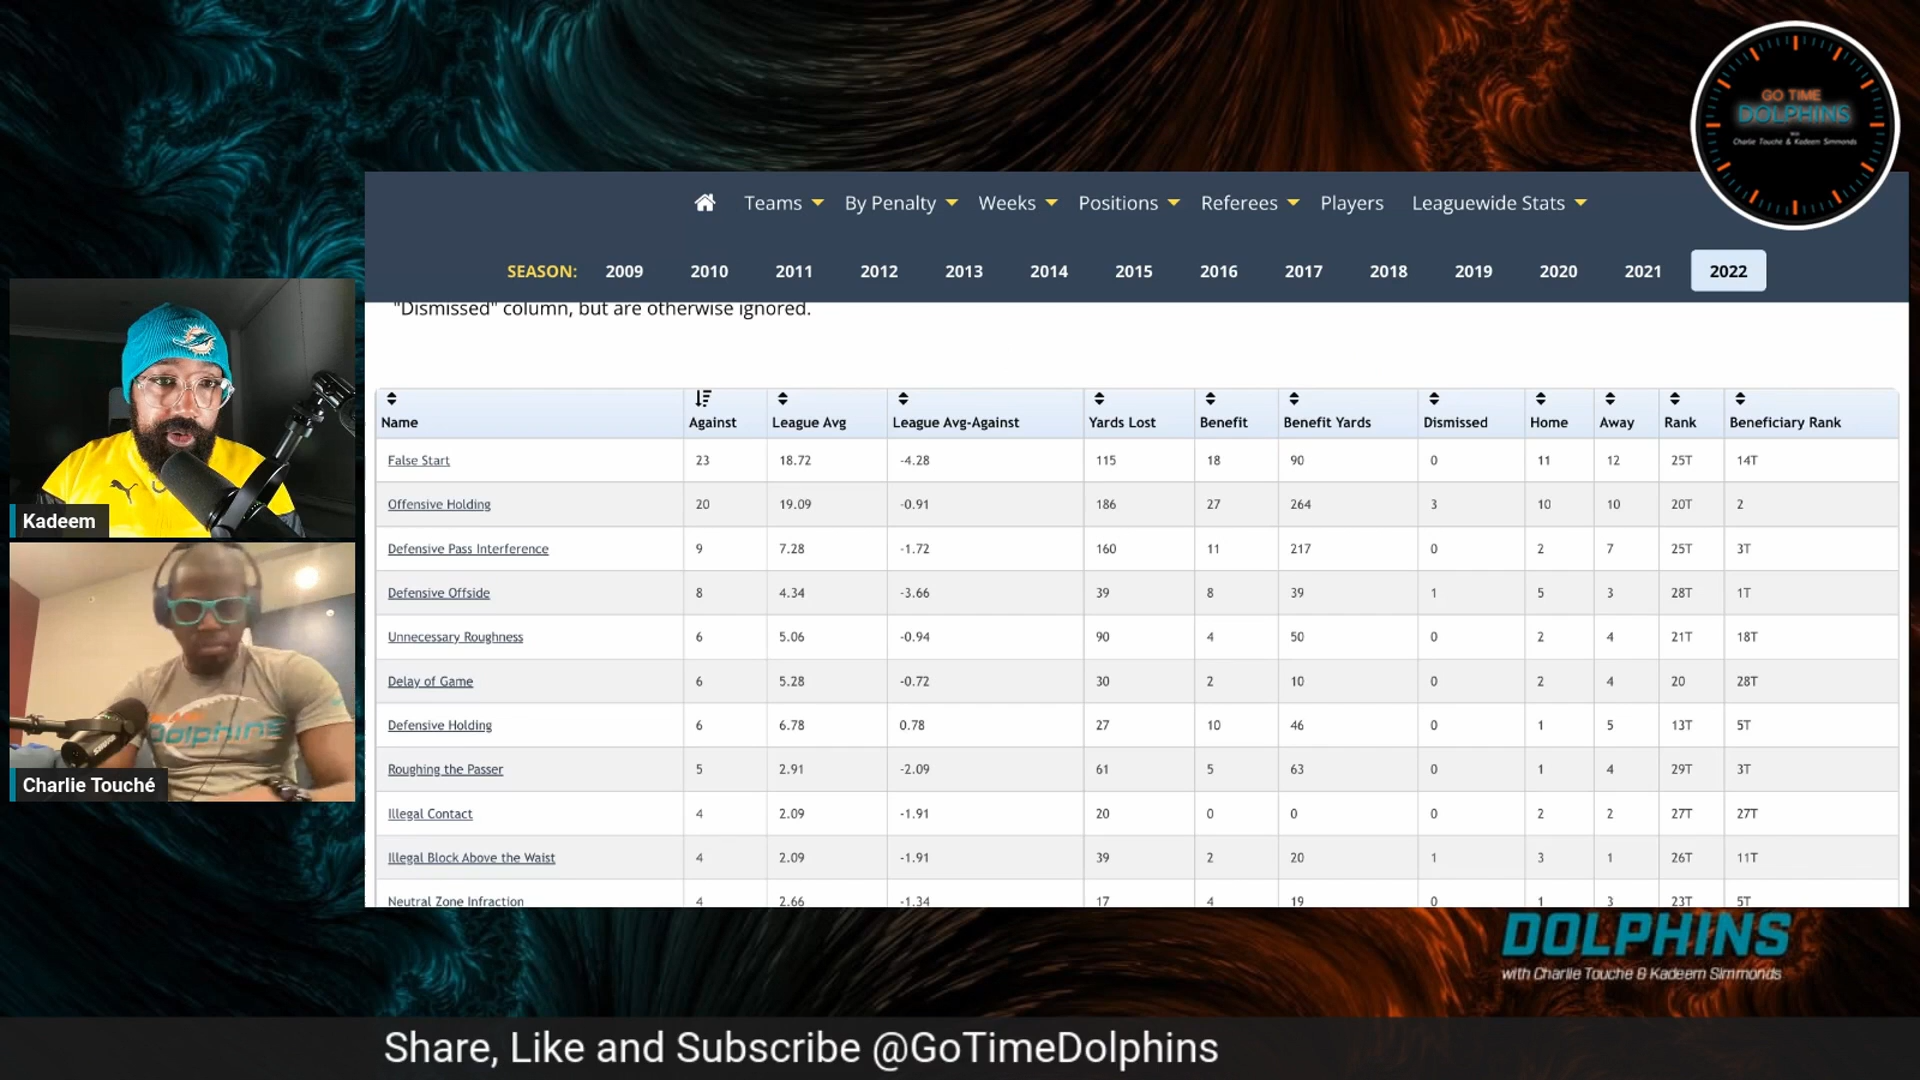 GO TIME
DOLPHINS
Charlie Touche & Kadeem Simmonds
Teams By Penalty Weeks Positions Referees Players Leaguewide Stats
SEASON: 2009 2010 2011 2012 2013 2014 2015 2016 2017 2018 2019 2020 2021 2022
"Dismissed" column, but are otherwise ignored.
Name Against League Avg League Avg-Against Yards Lost Benefit Benefit Yards Dismissed Home Away Rank Beneficiary Rank
False Start 23 18.72 -4.28 115 18 90 0 11 12 25T 14T
Offensive Holding 20 19.09 -0.91 186 27 264 3 10 10 20T 2
Defensive Pass Interference 9 7.28 -1.72 160 11 217 0 2 7 25T 3T
Defensive Offside 8 4.34 -3.66 39 8 39 1 5 3 28T 1T
Unnecessary Roughness 6 5.06 -0.94 90 4 50 0 2 4 21T 18T
Delay of Game 6 5.28 -0.72 30 2 10 0 2 4 20 28T
Defensive Holding 6 6.78 0.78 27 10 46 0 1 5 13T 5T
Roughing the Passer 5 2.91 -2.09 61 5 63 0 1 4 29T 3T
Illegal Contact 4 2.09 -1.91 20 0 0 0 2 2 27T 27T
Illegal Block Above the Waist 4 2.09 -1.91 39 2 20 1 3 1 26T 11T
Neutral Zone Infraction 4 2.66 -1.34 17 4 19 0 1 3 23T 5T
Kadeem
Dolphins
SHURE
Charlie Touché
DOLPHINS
with Charlie Touche & Kadeem Simmonds
Share, Like and Subscribe @GoTimeDolphins